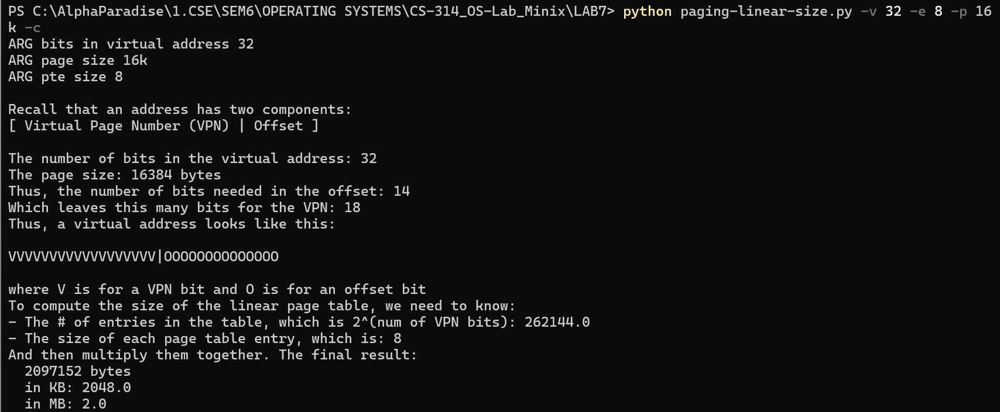 PS C:\AlphaParadise\1.CSE\SEM6\OPERATING SYSTEMS\CS-314_OS-Lab_Minix\LAB7> python paging-linear-size.py -v 32 -e 8 -p 16
k -c
ARG bits in virtual address 32
ARG page size 16k
ARG pte size 8
Recall that an address has two components:
[ Virtual Page Number (VPN) | Offset ]
The number of bits in the virtual address: 32
The page size: 16384 bytes
Thus, the number of bits needed in the offset: 14
Which leaves this many bits for the VPN: 18
Thus, a virtual address looks like this:
VVVVVVVVVVVVVVVVVV|OOOOOOOOOOOOOO
where V is for a VPN bit and O is for an offset bit
To compute the size of the linear page table, we need to know:
- The # of entries in the table, which is 2^(num of VPN bits): 262144.0
- The size of each page table entry, which is: 8
And then multiply them together. The final result:
2097152 bytes
in KB: 2048.0
in MB: 2.0